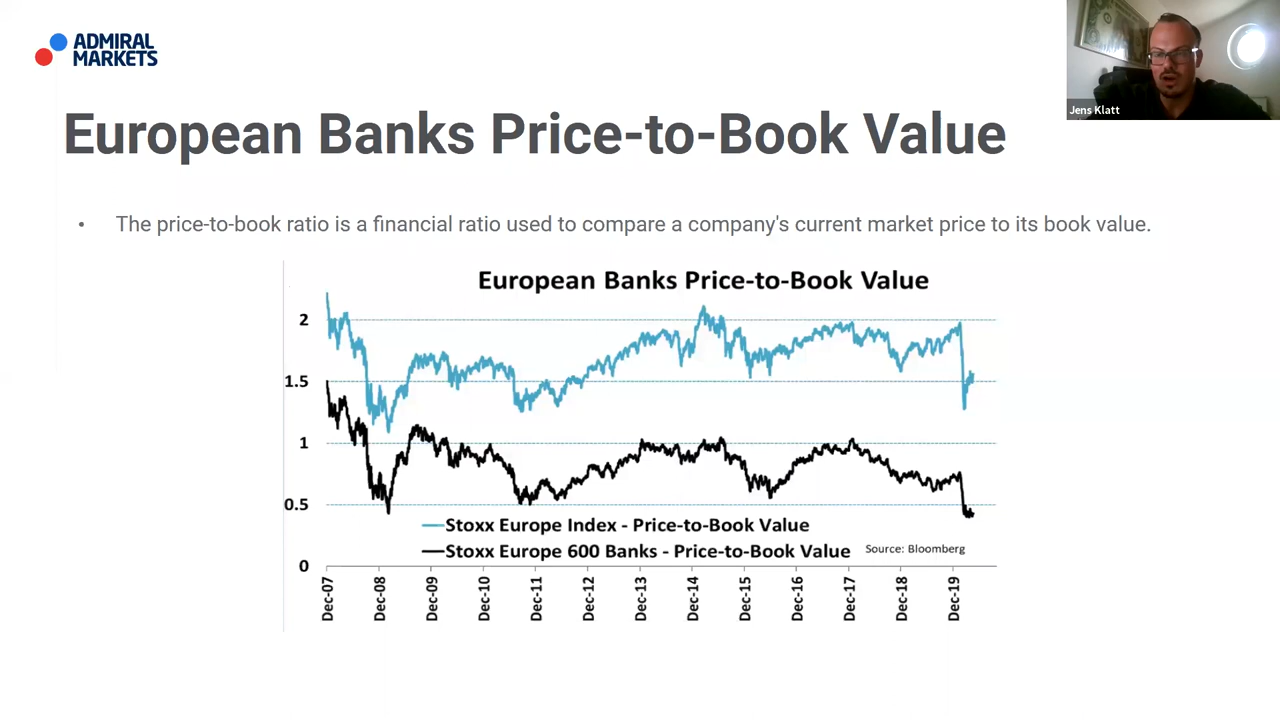 ADMIRAL
MARKETS
Jens Klatt
European Banks Price-to-Book Value
• The price-to-book ratio is a financial ratio used to compare a company's current market price to its book value.
European Banks Price-to-Book Value
2
1.5
1
0.5
0
Stoxx Europe Index - Price-to-Book Value
Stoxx Europe 600 Banks - Price-to-Book Value
Source: Bloomberg
Dec-07
Dec-08
Dec-09
Dec-10
Dec-11
Dec-12
Dec-13
Dec-14
Dec-15
Dec-16
Dec-17
Dec-18
Dec-19